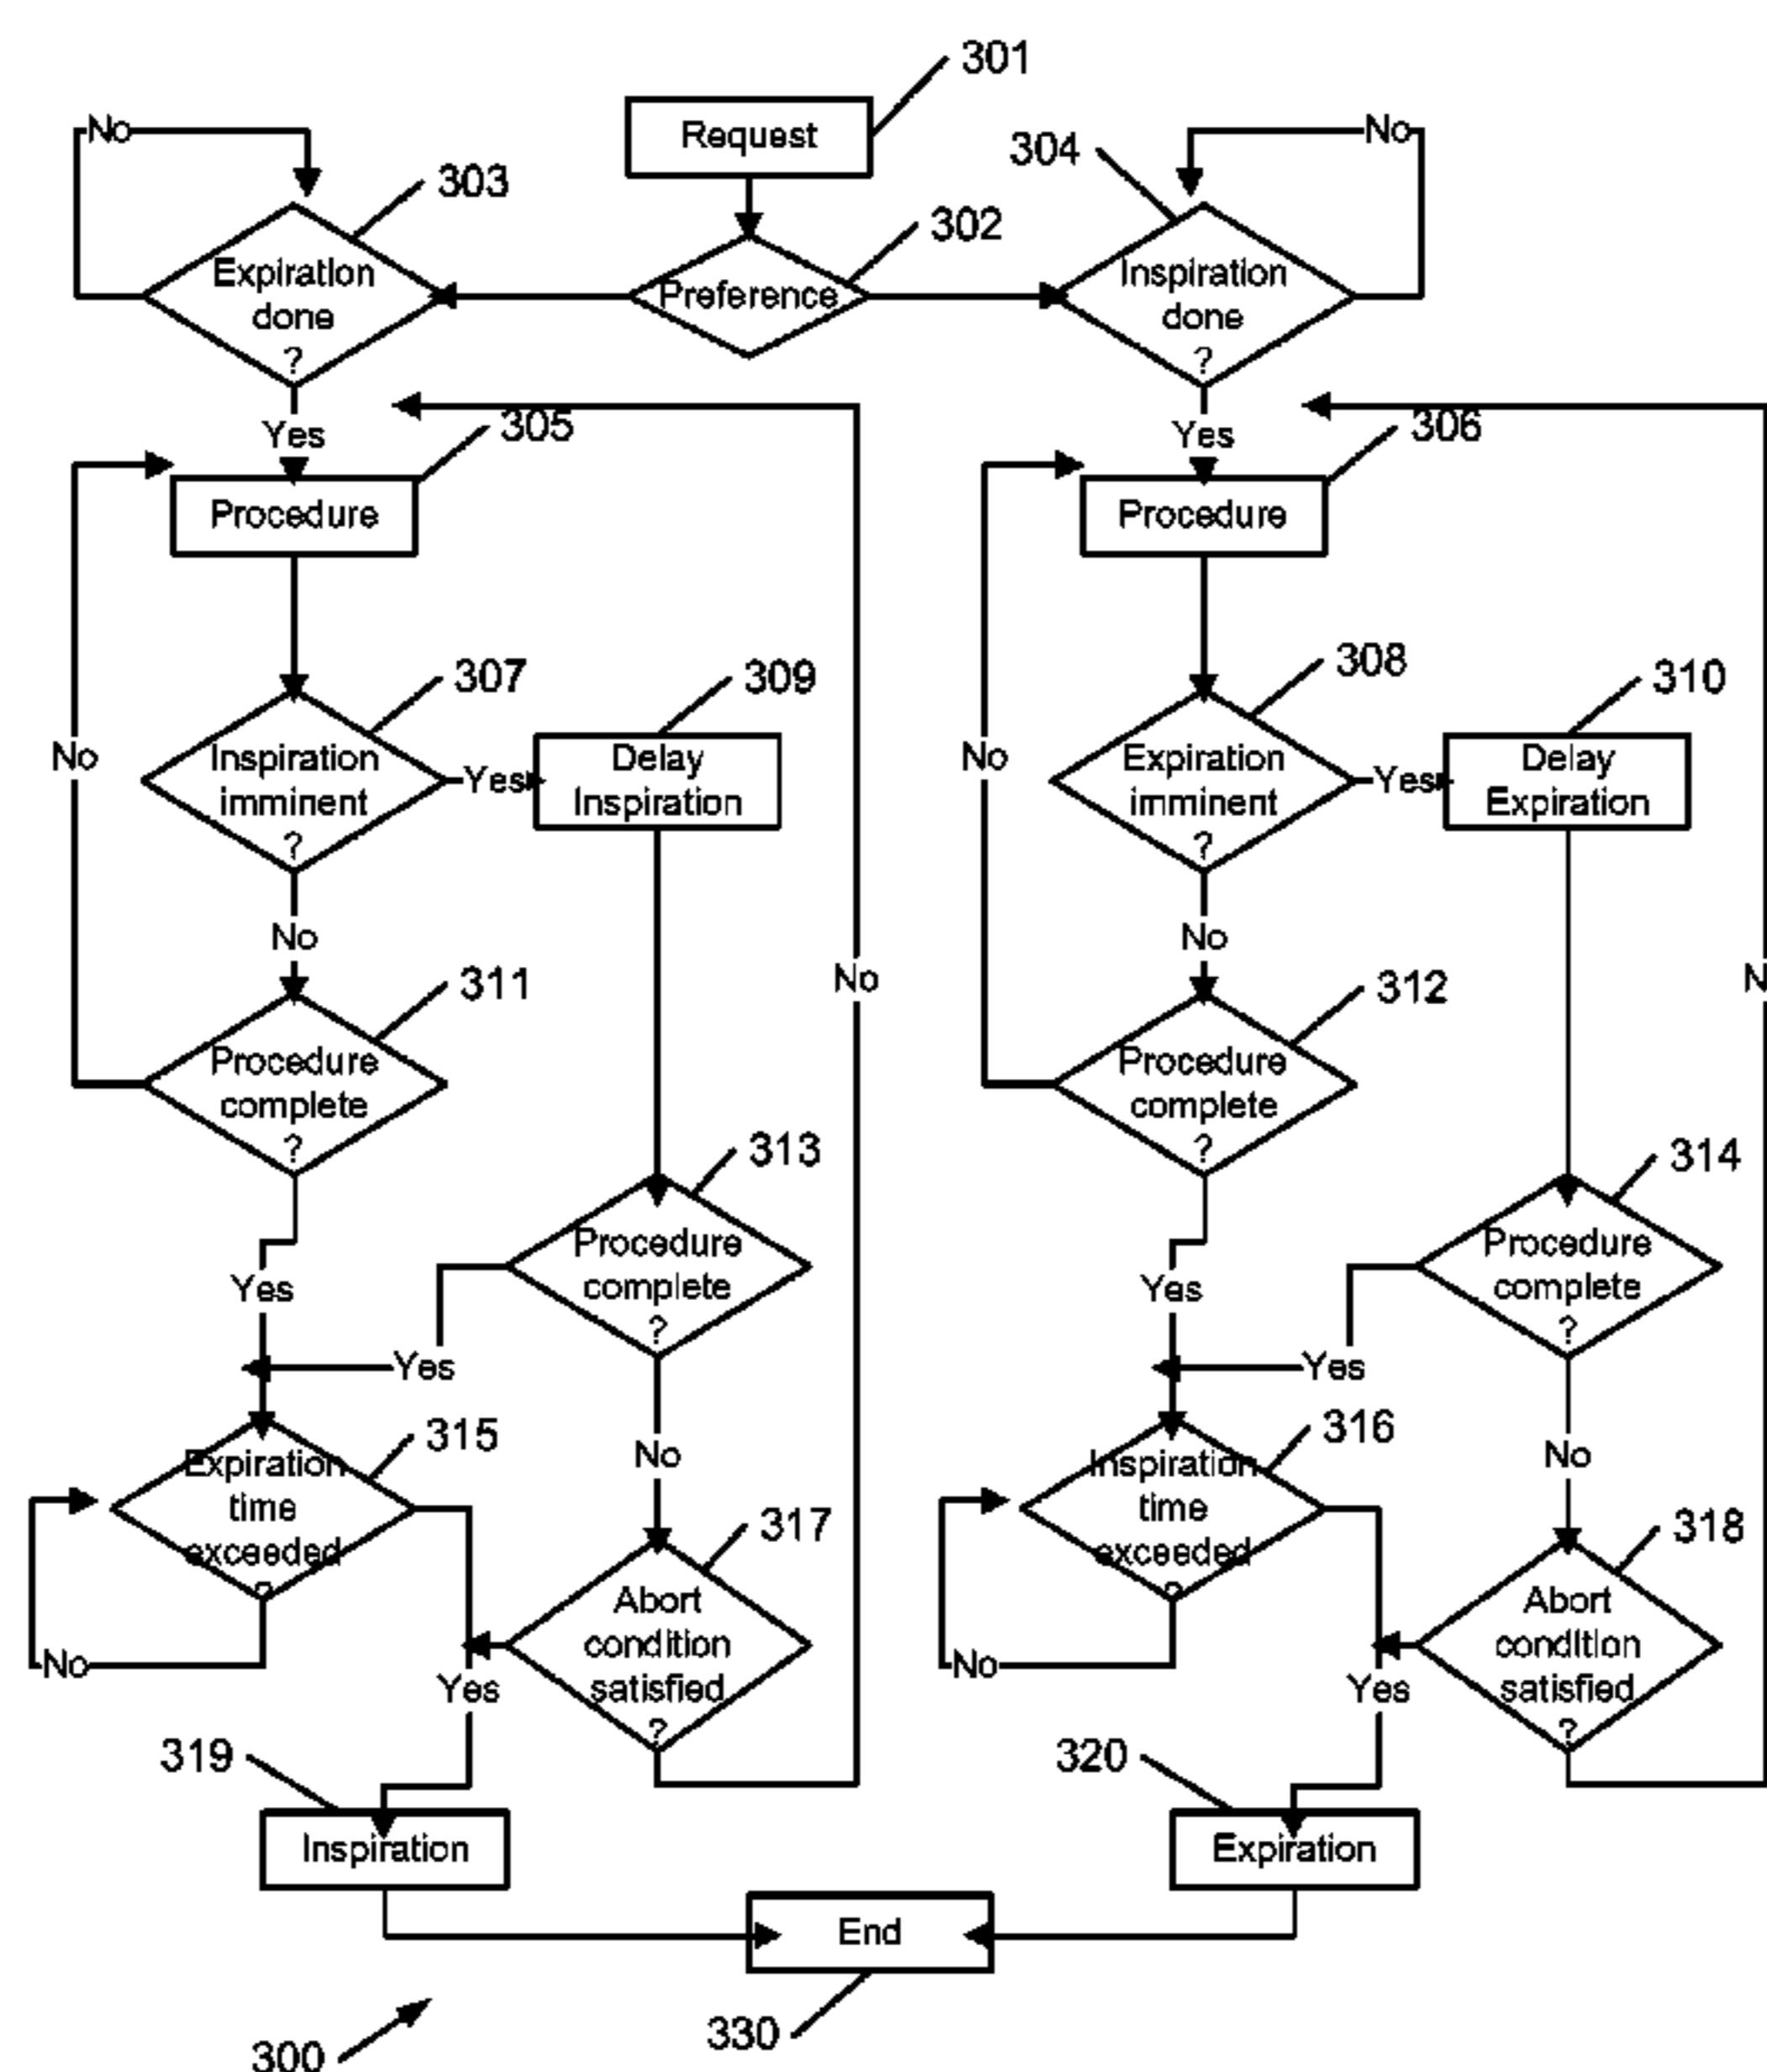 301
Request
No
303
304
No
302
Expiration
done
?
Preference
Inspiration
done
?
Yes
305
Yes
306
Procedure
Procedure
307
309
308
310
No
Inspiration
imminent
?
Yes
Delay
Inspiration
No
Expiration
imminent
?
Yes
Delay
Expiration
No
No
311
No
312
Procedure
complete
?
Procedure
complete
?
313
314
Yes
Procedure
complete
?
Yes
Procedure
complete
?
Yes
Yes
315
316
Expiration
time
exceeded
?
No
Inspiration
time
exceeded
?
No
317
318
No
Abort
condition
satisfied
?
No
Abort
condition
satisfied
?
Yes
Yes
319
320
Inspiration
Expiration
End
330
300